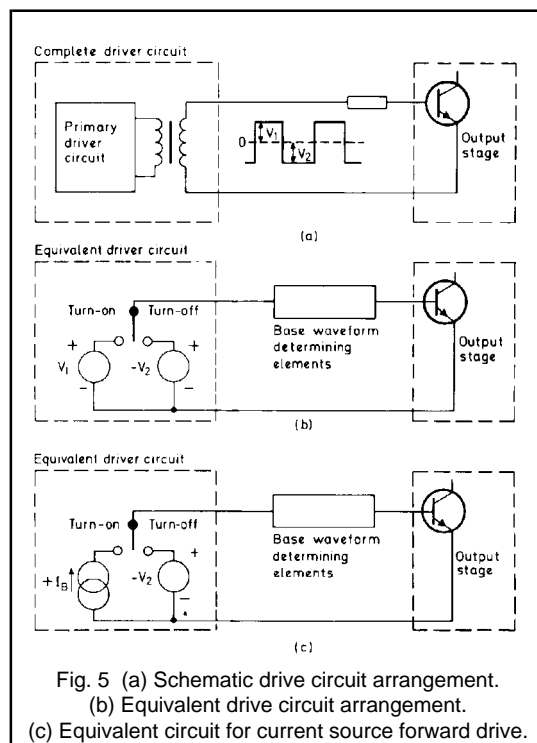 Complete driver circuit
Primary
driver
circuit
0
V1
V2
Output
stage
(a)
Equivalent driver circuit
Turn-on Turn-off
+ +
V1 -V2
- -
Base waveform
determining
elements
Output
stage
(b)
Equivalent driver circuit
Turn-on Turn-off
+
+IB -V2
-
Base waveform
determining
elements
Output
stage
(c)
Fig. 5 (a) Schematic drive circuit arrangement.
(b) Equivalent drive circuit arrangement.
(c) Equivalent circuit for current source forward drive.